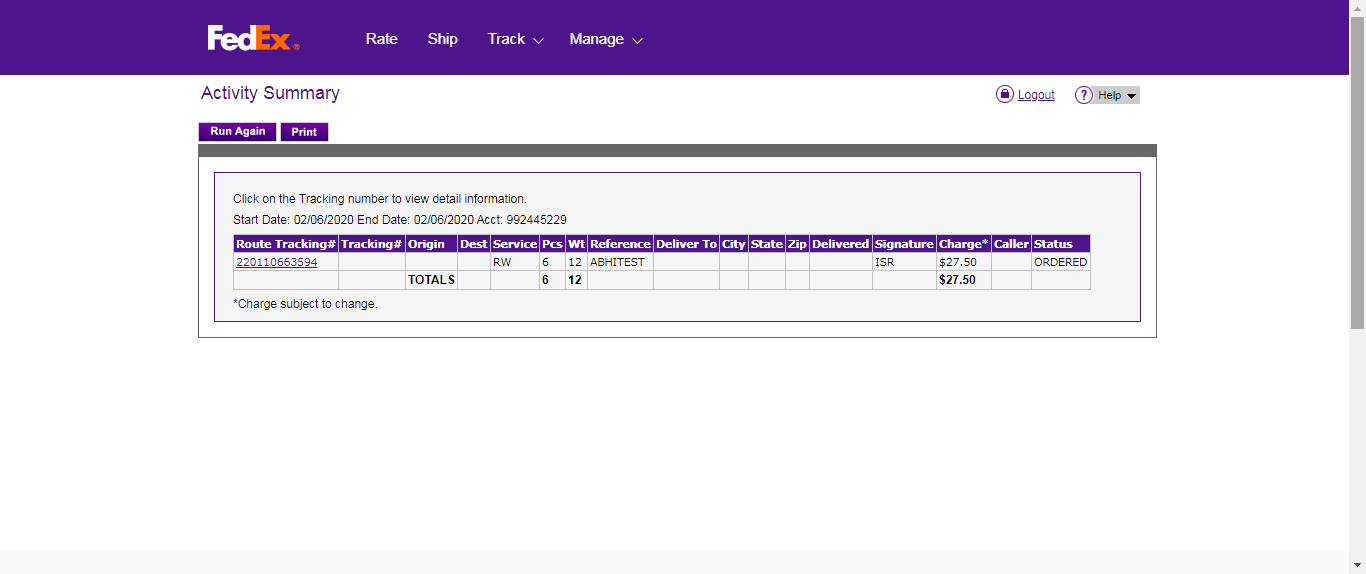 FedEx® Rate Ship Track Manage
Activity Summary Logout ? Help
Run Again Print
Click on the Tracking number to view detail information.
Start Date: 02/06/2020 End Date: 02/06/2020 Acct: 992445229
Route Tracking# Tracking# Origin Dest Service Pcs Wt Reference Deliver To City State Zip Delivered Signature Charge* Caller Status
220110663594 RW 6 12 ABHITEST ISR $27.50 ORDERED
TOTALS 6 12 $27.50
*Charge subject to change.